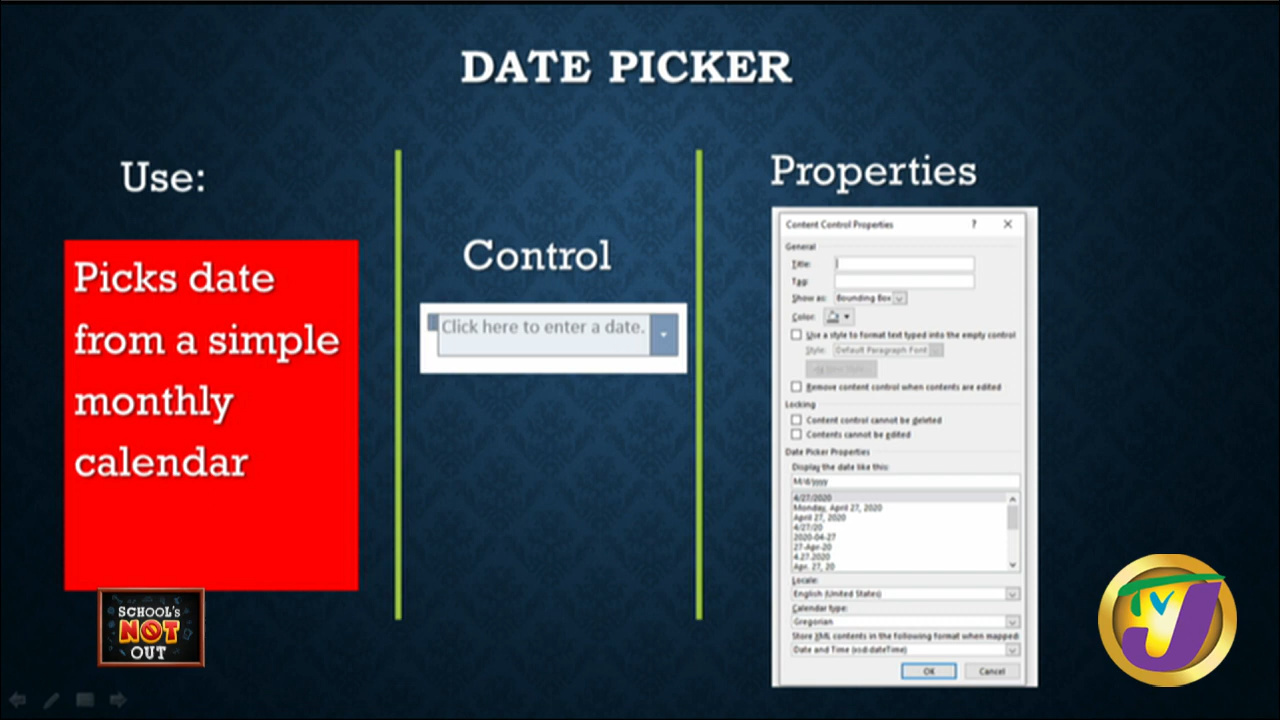 DATE PICKER
Use:
Picks date
from a simple
monthly
calendar
Control
Click here to enter a date.
Properties
Content Control Properties ?
General
Title:
Tag:
Show as: Bounding Box
Color:
Use a style to format text typed into the empty control
Style: Default Paragraph Font
Remove content control when contents are edited
Locking
Content control cannot be deleted
Contents cannot be edited
Date Picker Properties
Display the date like this:
M/d/yyyy
4/27/2020
Monday, April 27, 2020
April 27, 2020
4/27/20
2020-04-27
27-Apr-20
4.27.2020
Apr. 27, 20
Locale:
English (United States)
Calendar type:
Gregorian
Store XML contents in the following format when mapped:
Date and Time (xsd:dateTime)
OK Cancel
SCHOOL'S
NOT
OUT
TVJ